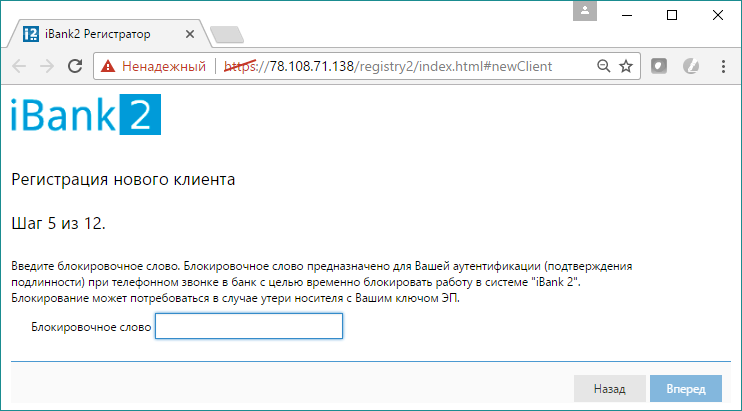 iBank2 Регистратор
Ненадежный https://78.108.71.138/registry2/index.html#newClient
iBank 2
Регистрация нового клиента
Шаг 5 из 12.
Введите блокировочное слово. Блокировочное слово предназначено для Вашей аутентификации (подтверждения
подлинности) при телефонном звонке в банк с целью временно блокировать работу в системе "iBank 2".
Блокирование может потребоваться в случае утери носителя с Вашим ключом ЭП.
Блокировочное слово
Назад Вперед